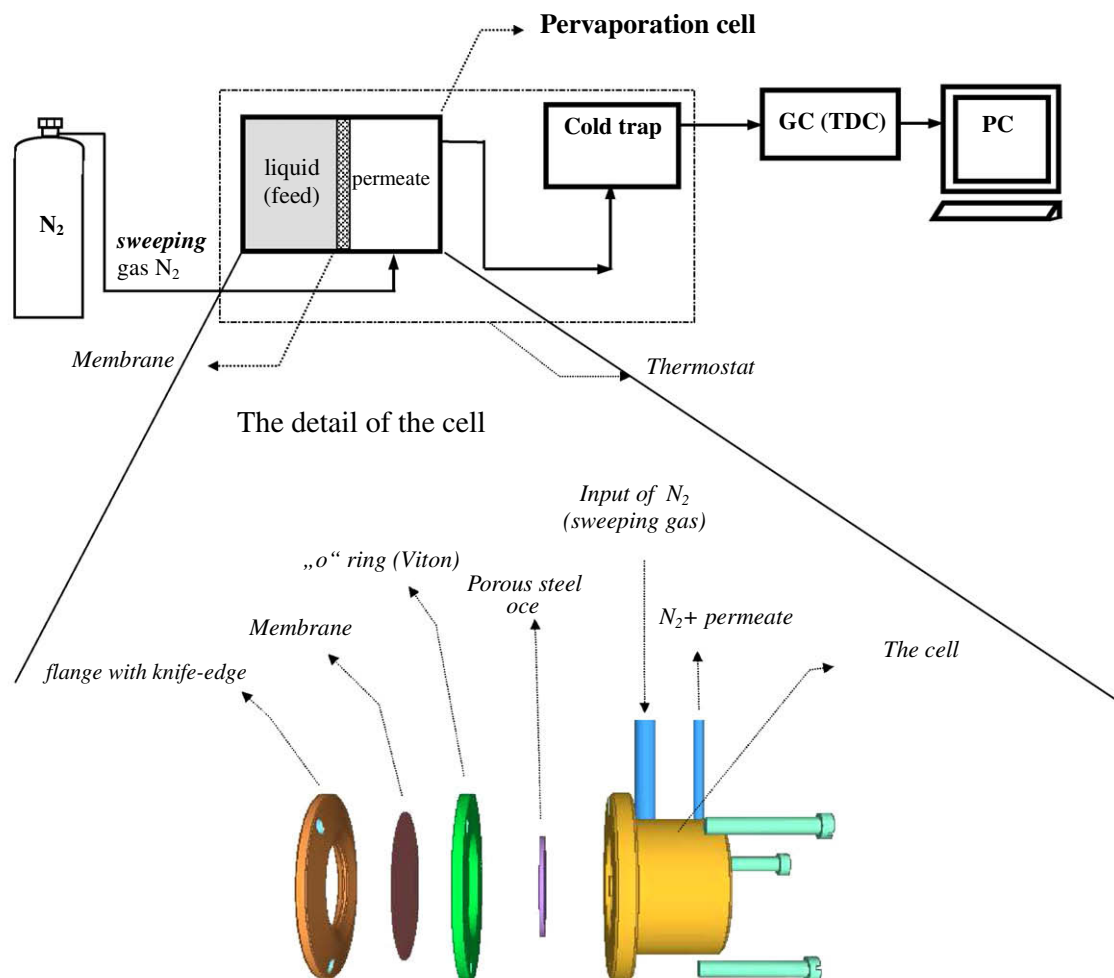 Pervaporation cell
Cold trap
GC (TDC)
PC
liquid
(feed)
permeate
N₂
sweeping
gas N₂
Membrane
Thermostat
The detail of the cell
Input of N₂
(sweeping gas)
„o“ ring (Viton)
Porous steel
oce
N₂+ permeate
Membrane
The cell
flange with knife-edge